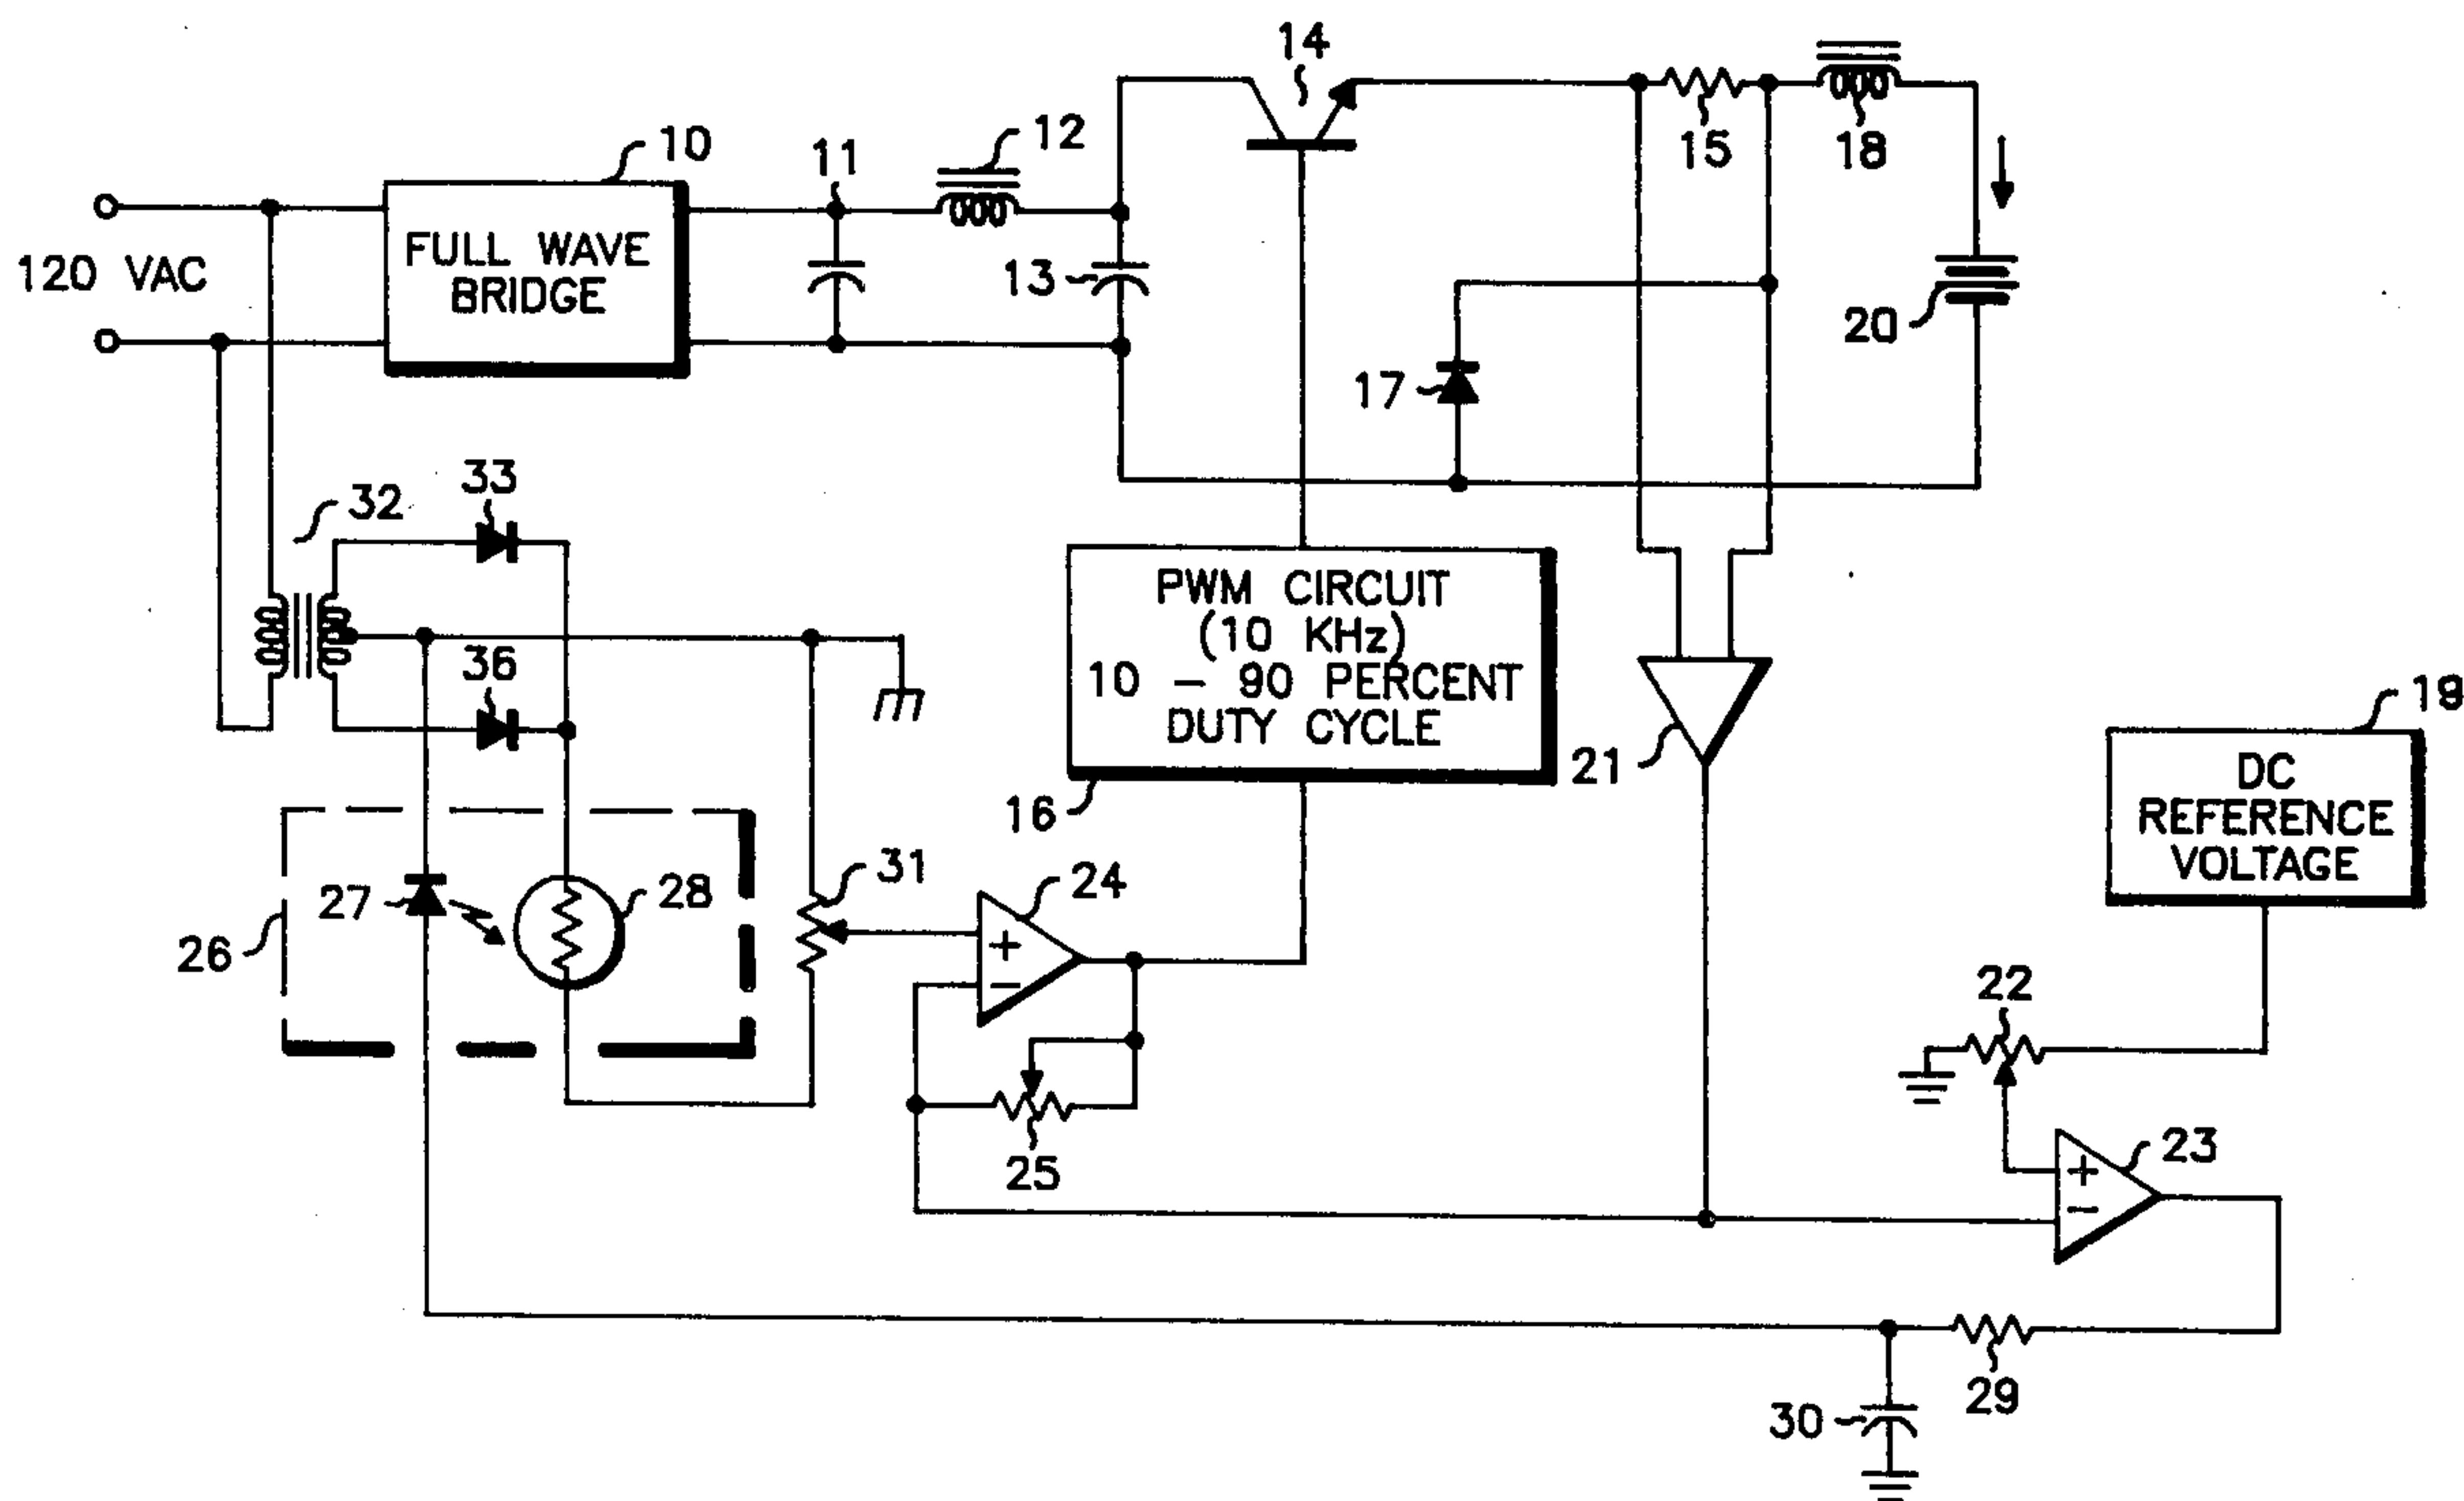 14
10
12
11
15
18
120 VAC
FULL WAVE
BRIDGE
13
20
17
33
32
PWM CIRCUIT
(10 KHz)
10 - 90 PERCENT
DUTY CYCLE
36
19
21
DC
REFERENCE
VOLTAGE
16
31
24
27
28
26
+
−
22
25
23
+
−
29
30